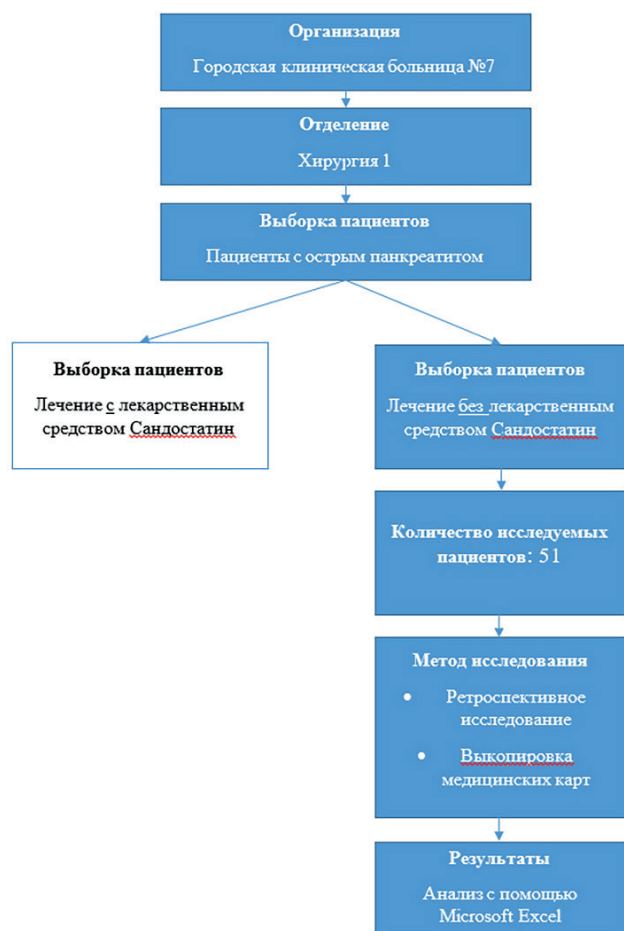 Организация
Городская клиническая больница №7
Отделение
Хирургия 1
Выборка пациентов
Пациенты с острым панкреатитом
Выборка пациентов
Лечение с лекарственным
средством Сандостатин
Выборка пациентов
Лечение без лекарственным
средством Сандостатин
Количество исследуемых
пациентов: 51
Метод исследования
• Ретроспективное
исследование
• Выкопировка
медицинских карт
Результаты
Анализ с помощью
Microsoft Excel